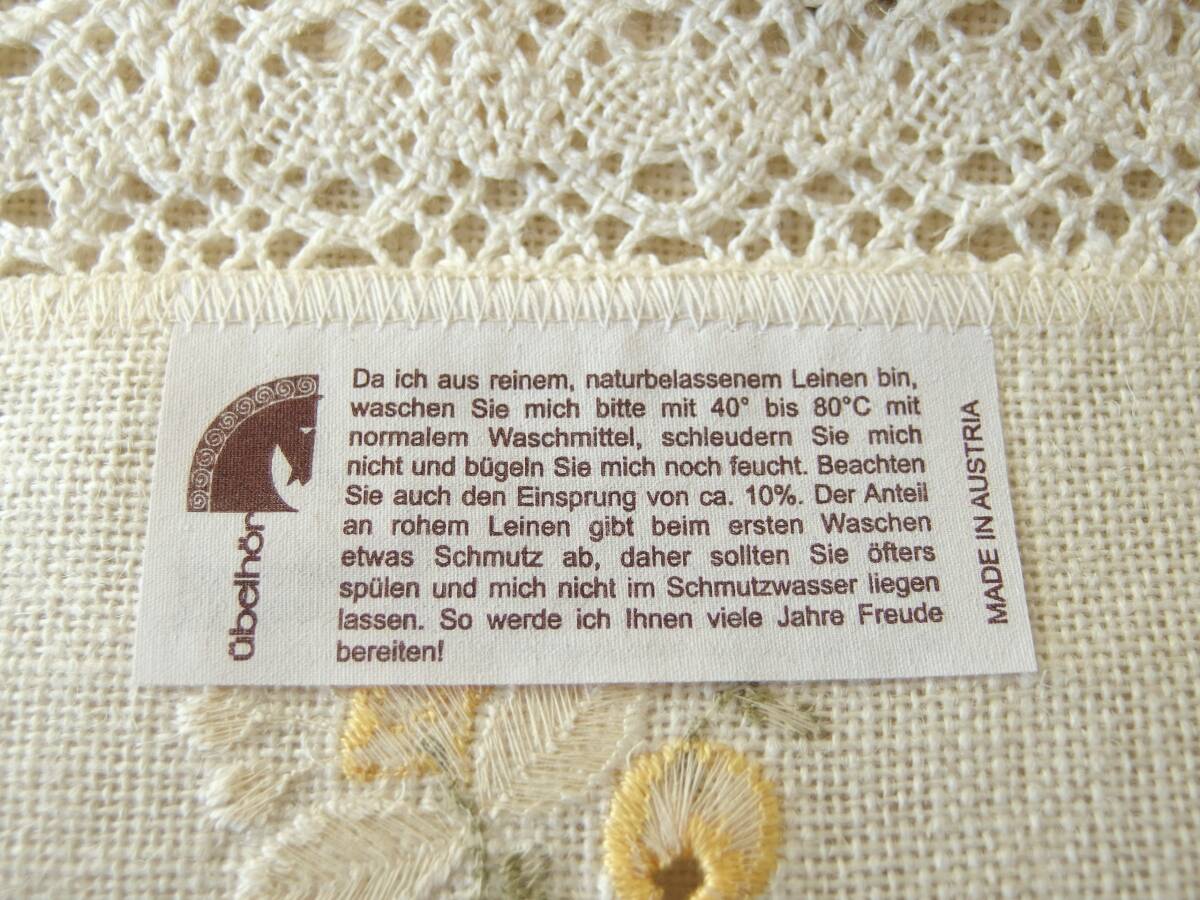 Da ich aus reinem, naturbelassenem Leinen bin,
waschen Sie mich bitte mit 40° bis 80°C mit
normalem Waschmittel, schleudern Sie mich
nicht und bügeln Sie mich noch feucht. Beachten
Sie auch den Einsprung von ca. 10%. Der Anteil
an rohem Leinen gibt beim ersten Waschen
etwas Schmutz ab, daher sollten Sie öfters
spülen und mich nicht im Schmutzwasser liegen
lassen. So werde ich Ihnen viele Jahre Freude
bereiten!
übelhör
MADE IN AUSTRIA